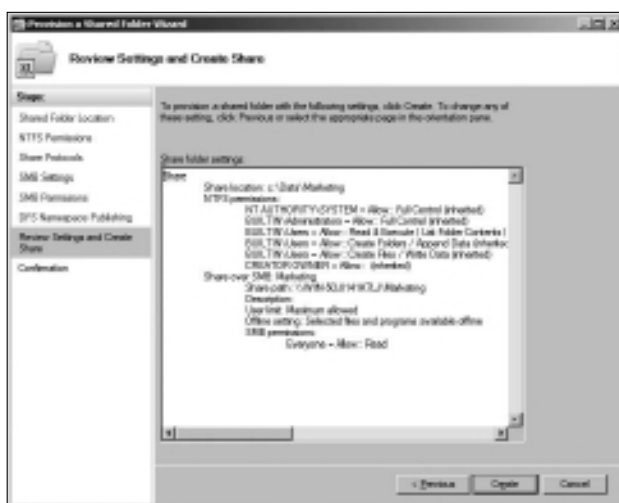 Provision a Shared Folder Wizard
Review Settings and Create Share
Steps:
Shared Folder Location
NTFS Permissions
Share Protocols
SMB Settings
SMB Permissions
DFS Namespace Publishing
Review Settings and Create
Share
Confirmation
To provision a shared folder with the following settings, click Create. To change any of
these setting, click Previous or select the appropriate page in the orientation pane.
Share folder settings:
Share
Share location: c:\Data\Marketing
NTFS permissions:
NT AUTHORITY\SYSTEM = Allow:: Full Control (inherited)
BUILTIN\Administrators = Allow:: Full Control (inherited)
BUILTIN\Users = Allow:: Read & Execute | List Folder Contents |
BUILTIN\Users = Allow:: Create Folders / Append Data (inherited
BUILTIN\Users = Allow:: Create Files / Write Data (inherited)
CREATOR OWNER = Allow:: (inherited)
Share over SMB: Marketing
Share path: \Marketing
Description:
User limit: Maximum allowed
Offline setting: Selected files and programs available offline
SMB permissions:
Everyone = Allow:: Read
< Previous
Create
Cancel